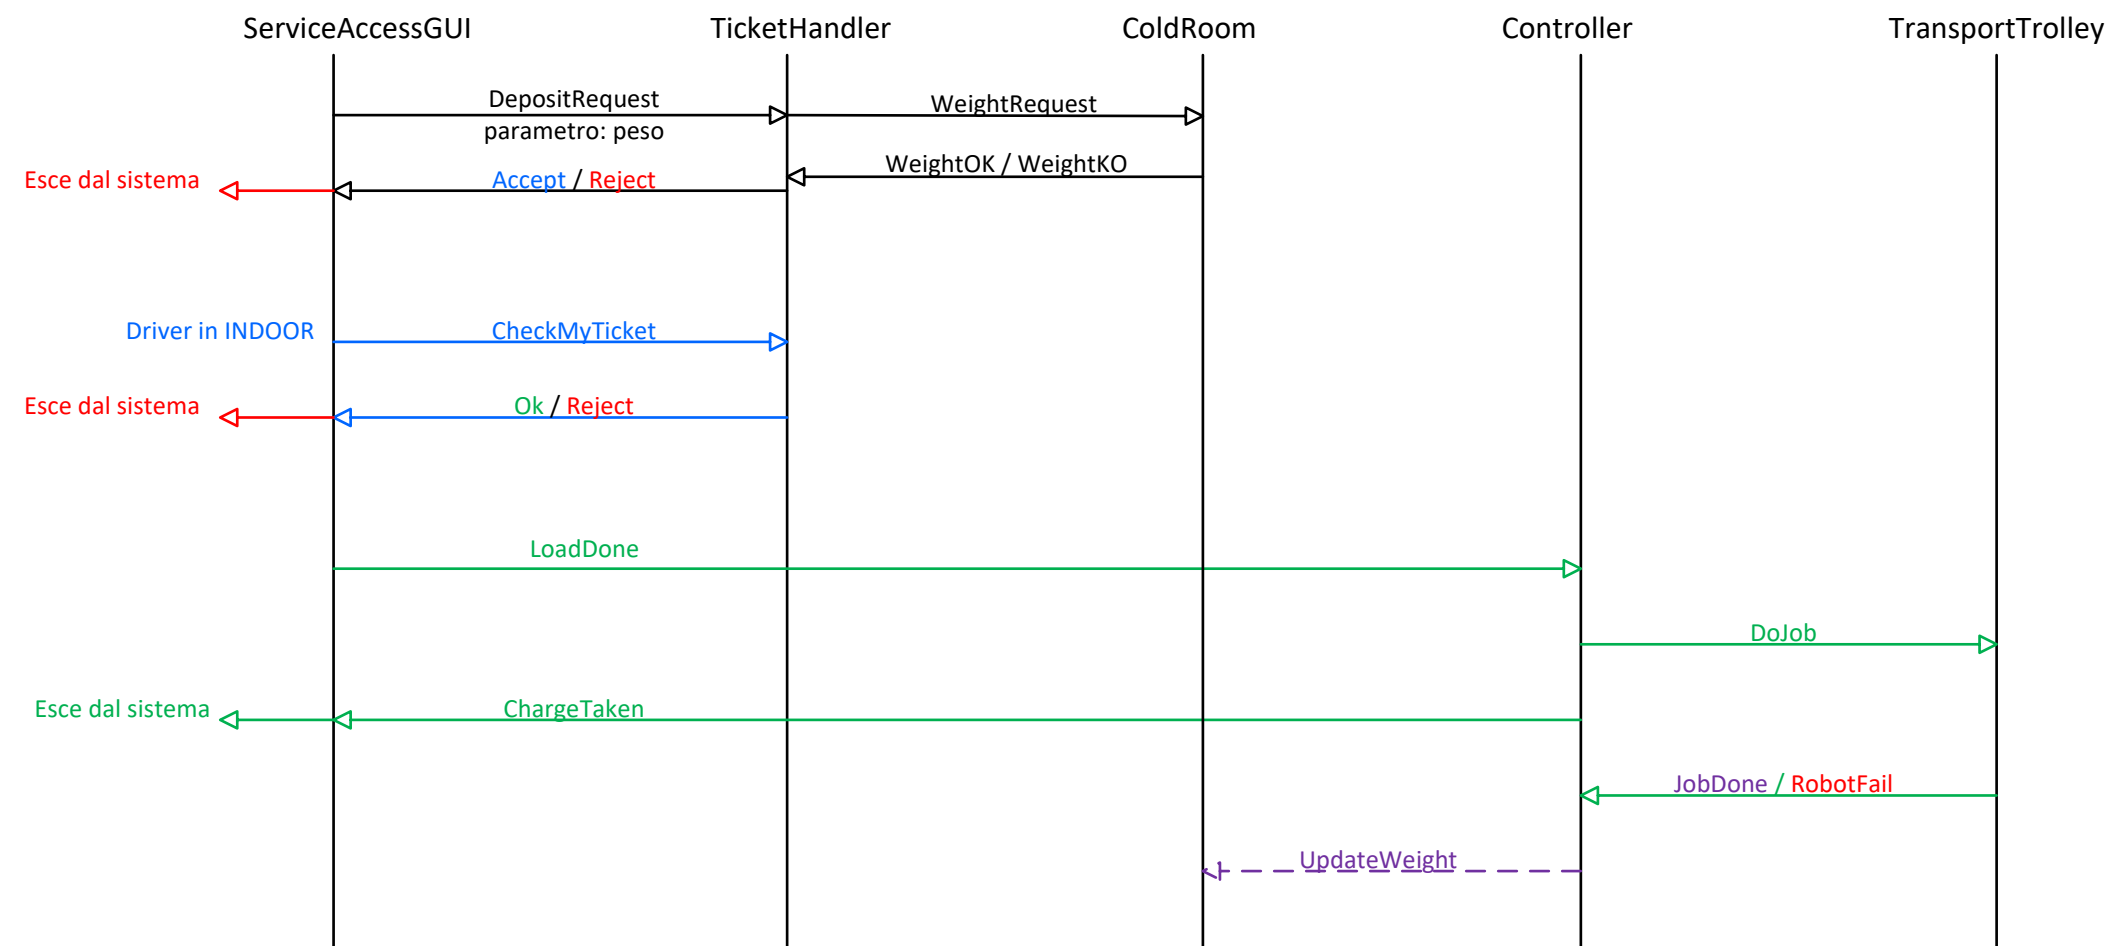 ServiceAccessGUI TicketHandler ColdRoom Controller TransportTrolley
DepositRequest WeightRequest
parametro: peso
WeightOK / WeightKO
Esce dal sistema Accept / Reject
Driver in INDOOR CheckMyTicket
Esce dal sistema Ok / Reject
LoadDone
DoJob
Esce dal sistema ChargeTaken
JobDone / RobotFail
UpdateWeight